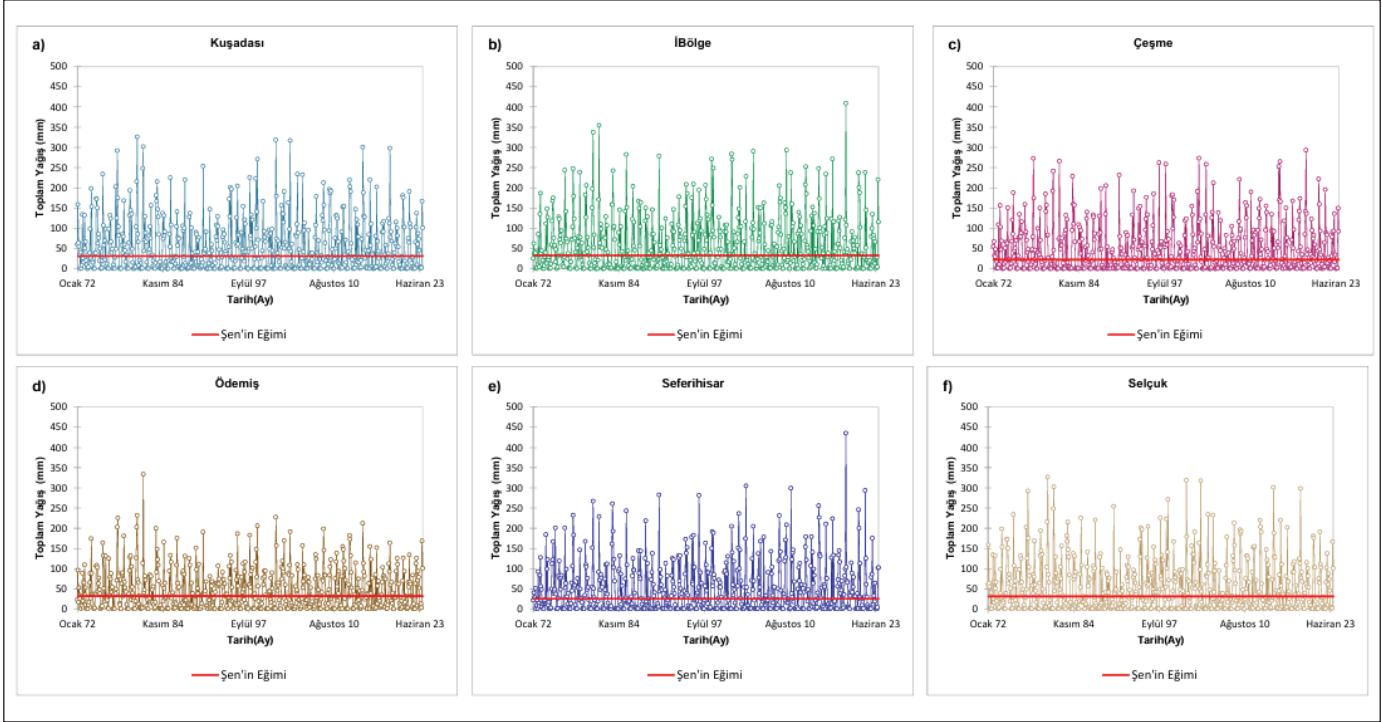 a)
Kuşadası
Toplam Yağış (mm)
500
450
400
350
300
250
200
150
100
50
0
Ocak 72 Kasım 84 Eylül 97 Ağustos 10 Haziran 23
Tarih(Ay)
Şen'in Eğimi
b)
İBölge
Toplam Yağış (mm)
500
450
400
350
300
250
200
150
100
50
0
Ocak 72 Kasım 84 Eylül 97 Ağustos 10 Haziran 23
Tarih(Ay)
Şen'in Eğimi
c)
Çeşme
Toplam Yağış (mm)
500
450
400
350
300
250
200
150
100
50
0
Ocak 72 Kasım 84 Eylül 97 Ağustos 10 Haziran 23
Tarih(Ay)
Şen'in Eğimi
d)
Ödemiş
Toplam Yağış (mm)
500
450
400
350
300
250
200
150
100
50
0
Ocak 72 Kasım 84 Eylül 97 Ağustos 10 Haziran 23
Tarih(Ay)
Şen'in Eğimi
e)
Seferihisar
Toplam Yağış (mm)
500
450
400
350
300
250
200
150
100
50
0
Ocak 72 Kasım 84 Eylül 97 Ağustos 10 Haziran 23
Tarih(Ay)
Şen'in Eğimi
f)
Selçuk
Toplam Yağış (mm)
500
450
400
350
300
250
200
150
100
50
0
Ocak 72 Kasım 84 Eylül 97 Ağustos 10 Haziran 23
Tarih(Ay)
Şen'in Eğimi